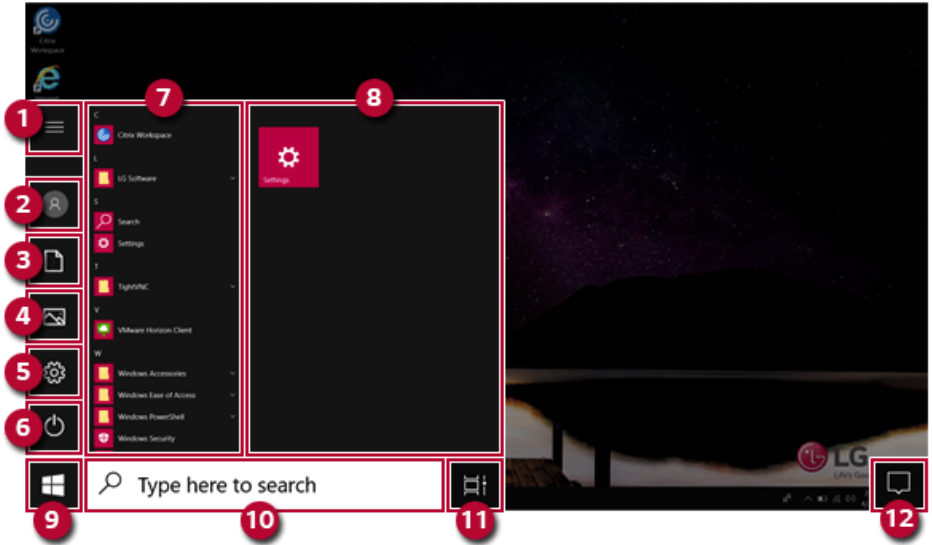 Citrix
Workspace
1
7
8
C
Citrix Workspace
L
LG Software
Settings
2
S
Search
Settings
3
T
TightVNC
4
V
VMware Horizon Client
W
5
Windows Accessories
Windows Ease of Access
6
Windows PowerShell
Windows Security
LG
Life's Goo
Type here to search
9
10
11
12